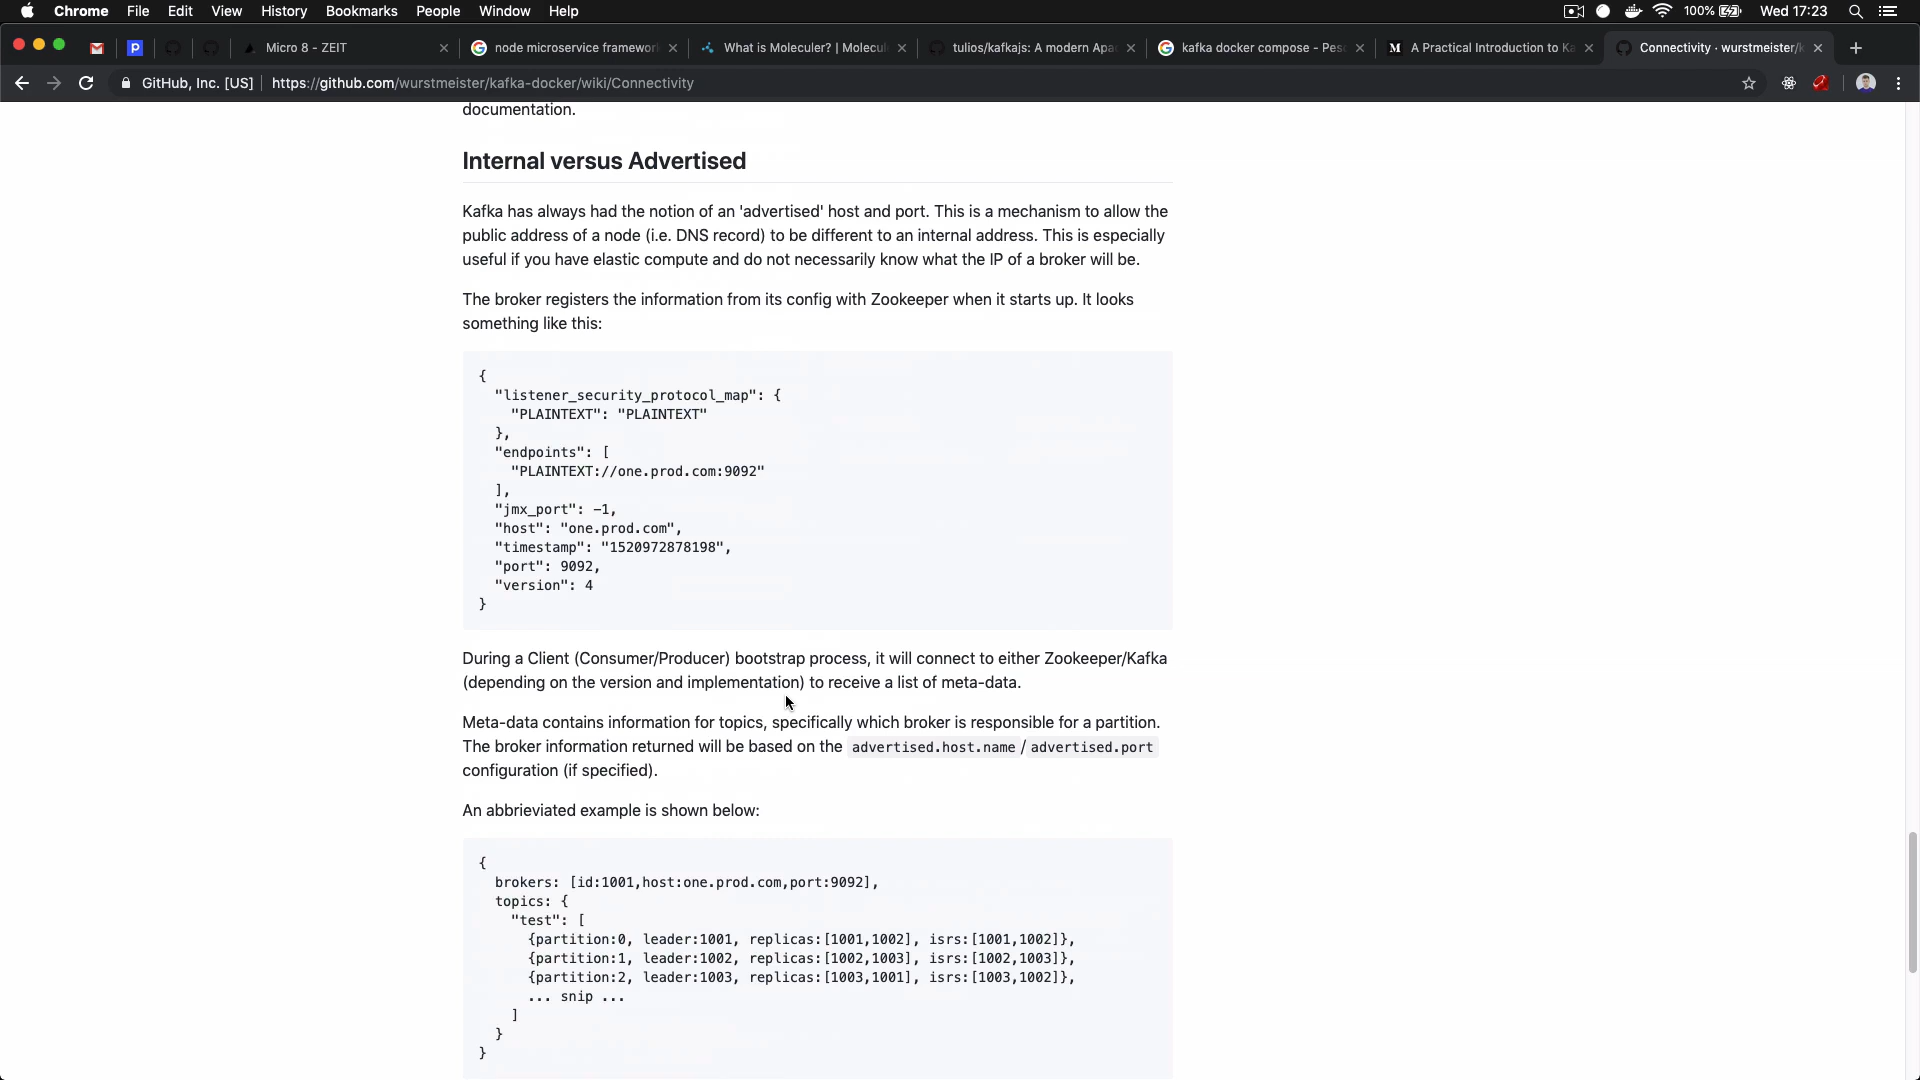 Chrome File Edit View History Bookmarks People Window Help 100% Wed 17:23
Micro 8 - ZEIT node microservice framewor What is Moleculer? | Molecul tulios/kafkajs: A modern Apa kafka docker compose - Pes A Practical Introduction to Ka Connectivity · wurstmeister/k
GitHub, Inc. [US] https://github.com/wurstmeister/kafka-docker/wiki/Connectivity
documentation.
Internal versus Advertised
Kafka has always had the notion of an 'advertised' host and port. This is a mechanism to allow the
public address of a node (i.e. DNS record) to be different to an internal address. This is especially
useful if you have elastic compute and do not necessarily know what the IP of a broker will be.
The broker registers the information from its config with Zookeeper when it starts up. It looks
something like this:
{
"listener_security_protocol_map": {
"PLAINTEXT": "PLAINTEXT"
},
"endpoints": [
"PLAINTEXT://one.prod.com:9092"
],
"jmx_port": -1,
"host": "one.prod.com",
"timestamp": "1520972878198",
"port": 9092,
"version": 4
}
During a Client (Consumer/Producer) bootstrap process, it will connect to either Zookeeper/Kafka
(depending on the version and implementation) to receive a list of meta-data.
Meta-data contains information for topics, specifically which broker is responsible for a partition.
The broker information returned will be based on the advertised.host.name / advertised.port
configuration (if specified).
An abbrieviated example is shown below:
{
brokers: [id:1001,host:one.prod.com,port:9092],
topics: {
"test": [
{partition:0, leader:1001, replicas:[1001,1002], isrs:[1001,1002]},
{partition:1, leader:1002, replicas:[1002,1003], isrs:[1002,1003]},
{partition:2, leader:1003, replicas:[1003,1001], isrs:[1003,1002]},
... snip ...
]
}
}